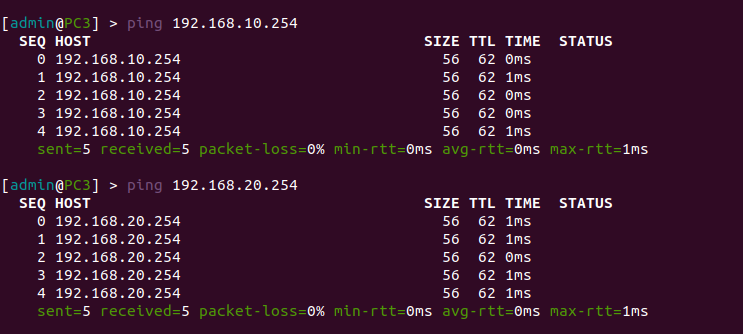 [admin@PC3] > ping 192.168.10.254
SEQ HOST SIZE TTL TIME STATUS
0 192.168.10.254 56 62 0ms
1 192.168.10.254 56 62 1ms
2 192.168.10.254 56 62 0ms
3 192.168.10.254 56 62 0ms
4 192.168.10.254 56 62 1ms
sent=5 received=5 packet-loss=0% min-rtt=0ms avg-rtt=0ms max-rtt=1ms
[admin@PC3] > ping 192.168.20.254
SEQ HOST SIZE TTL TIME STATUS
0 192.168.20.254 56 62 1ms
1 192.168.20.254 56 62 1ms
2 192.168.20.254 56 62 0ms
3 192.168.20.254 56 62 1ms
4 192.168.20.254 56 62 1ms
sent=5 received=5 packet-loss=0% min-rtt=0ms avg-rtt=0ms max-rtt=1ms